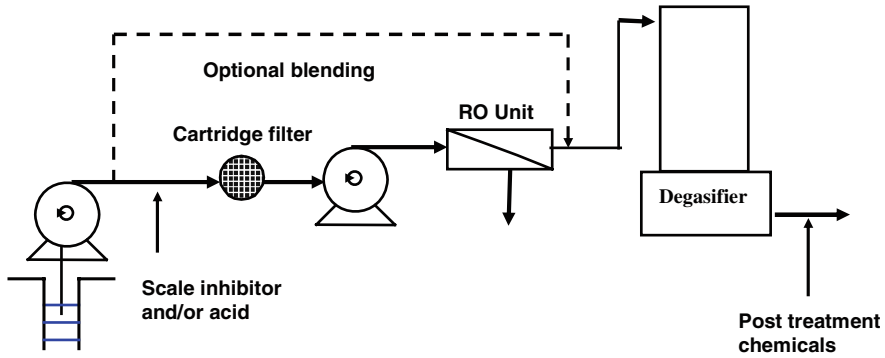 Optional blending
RO Unit
Cartridge filter
Degasifier
Scale inhibitor
and/or acid
Post treatment
chemicals